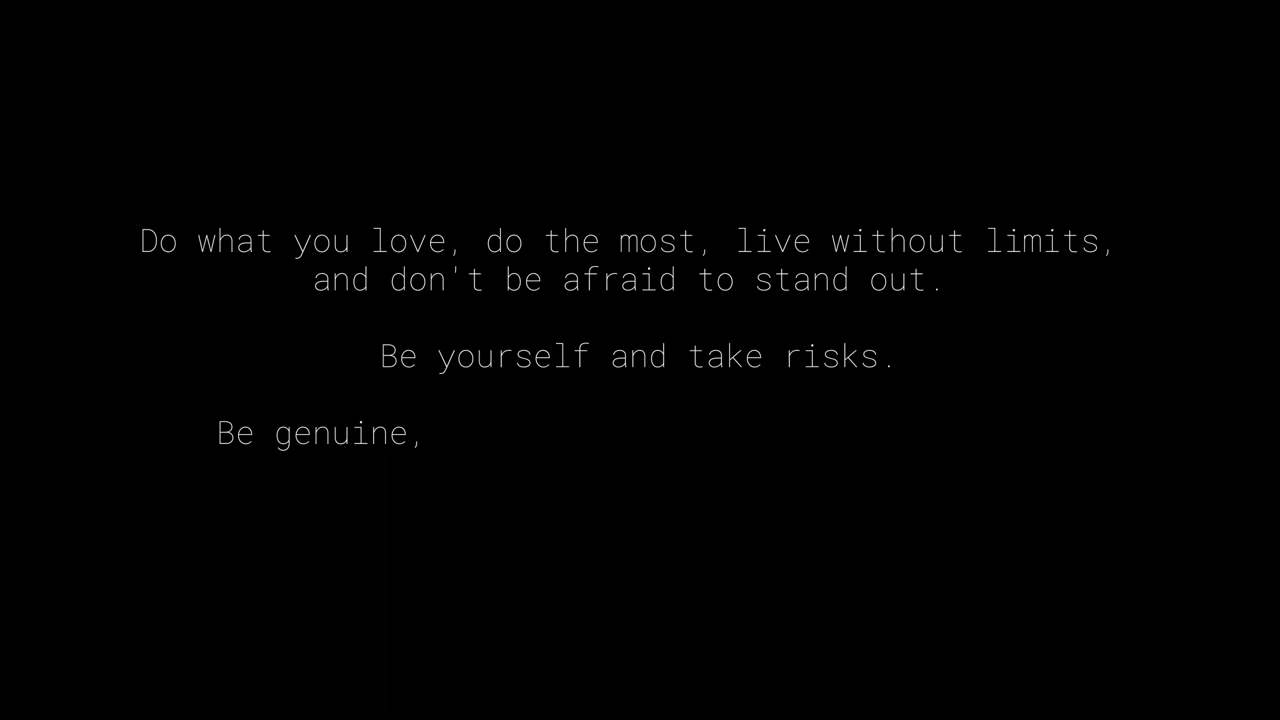 Do what you love, do the most, live without limits,
and don't be afraid to stand out.
Be yourself and take risks.
Be genuine,